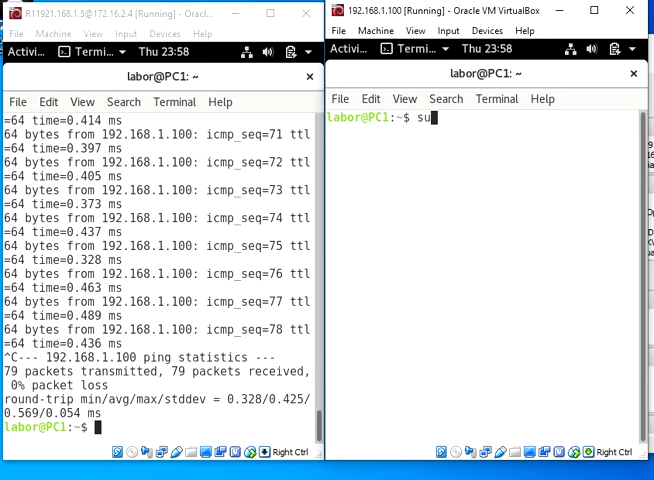 R11921.168.1.5@172.16.2.4 [Running] - Oracl...
File Machine View Input Devices Help
Activi... Termi... Thu 23:58
labor@PC1: ~
File Edit View Search Terminal Help
=64 time=0.414 ms
64 bytes from 192.168.1.100: icmp_seq=71 ttl
=64 time=0.397 ms
64 bytes from 192.168.1.100: icmp_seq=72 ttl
=64 time=0.405 ms
64 bytes from 192.168.1.100: icmp_seq=73 ttl
=64 time=0.373 ms
64 bytes from 192.168.1.100: icmp_seq=74 ttl
=64 time=0.437 ms
64 bytes from 192.168.1.100: icmp_seq=75 ttl
=64 time=0.328 ms
64 bytes from 192.168.1.100: icmp_seq=76 ttl
=64 time=0.463 ms
64 bytes from 192.168.1.100: icmp_seq=77 ttl
=64 time=0.489 ms
64 bytes from 192.168.1.100: icmp_seq=78 ttl
=64 time=0.436 ms
^C--- 192.168.1.100 ping statistics ---
79 packets transmitted, 79 packets received,
0% packet loss
round-trip min/avg/max/stddev = 0.328/0.425/
0.569/0.054 ms
labor@PC1:~$
Right Ctrl
192.168.1.100 [Running] - Oracle VM VirtualBox
File Machine View Input Devices Help
Activi... Termi... Thu 23:58
labor@PC1: ~
File Edit View Search Terminal Help
labor@PC1:~$ su
Right Ctrl